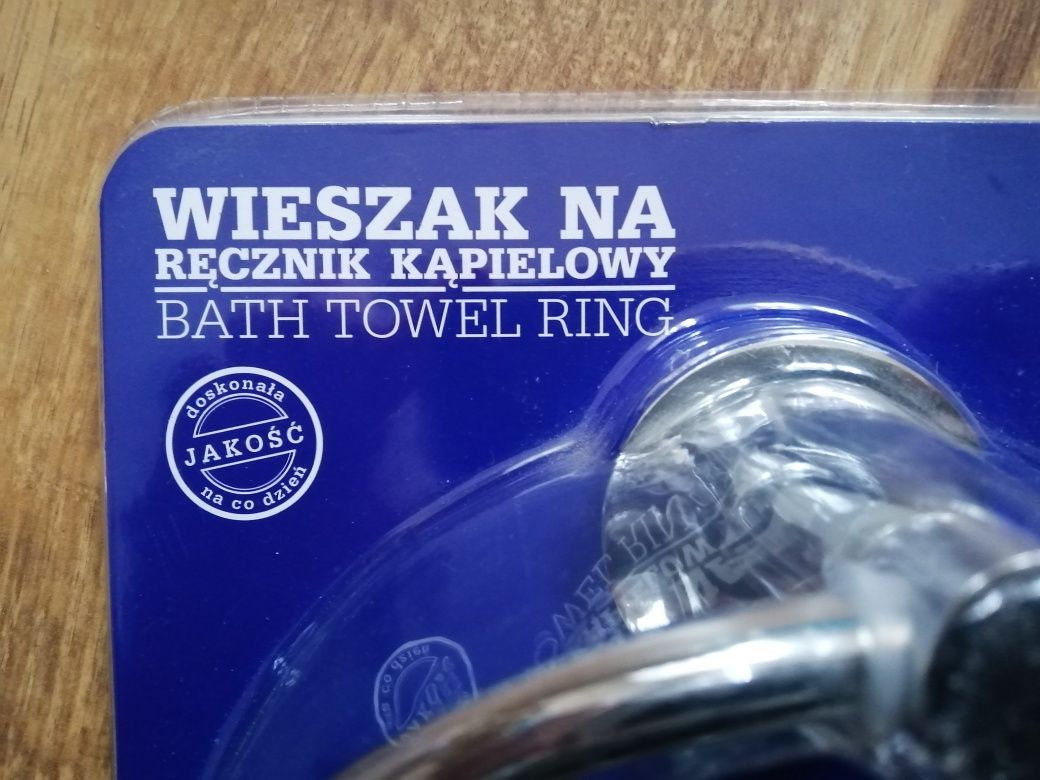 WIESZAK NA
RĘCZNIK KĄPIELOWY
BATH TOWEL RING
doskonała
JAKOŚĆ
na co dzień